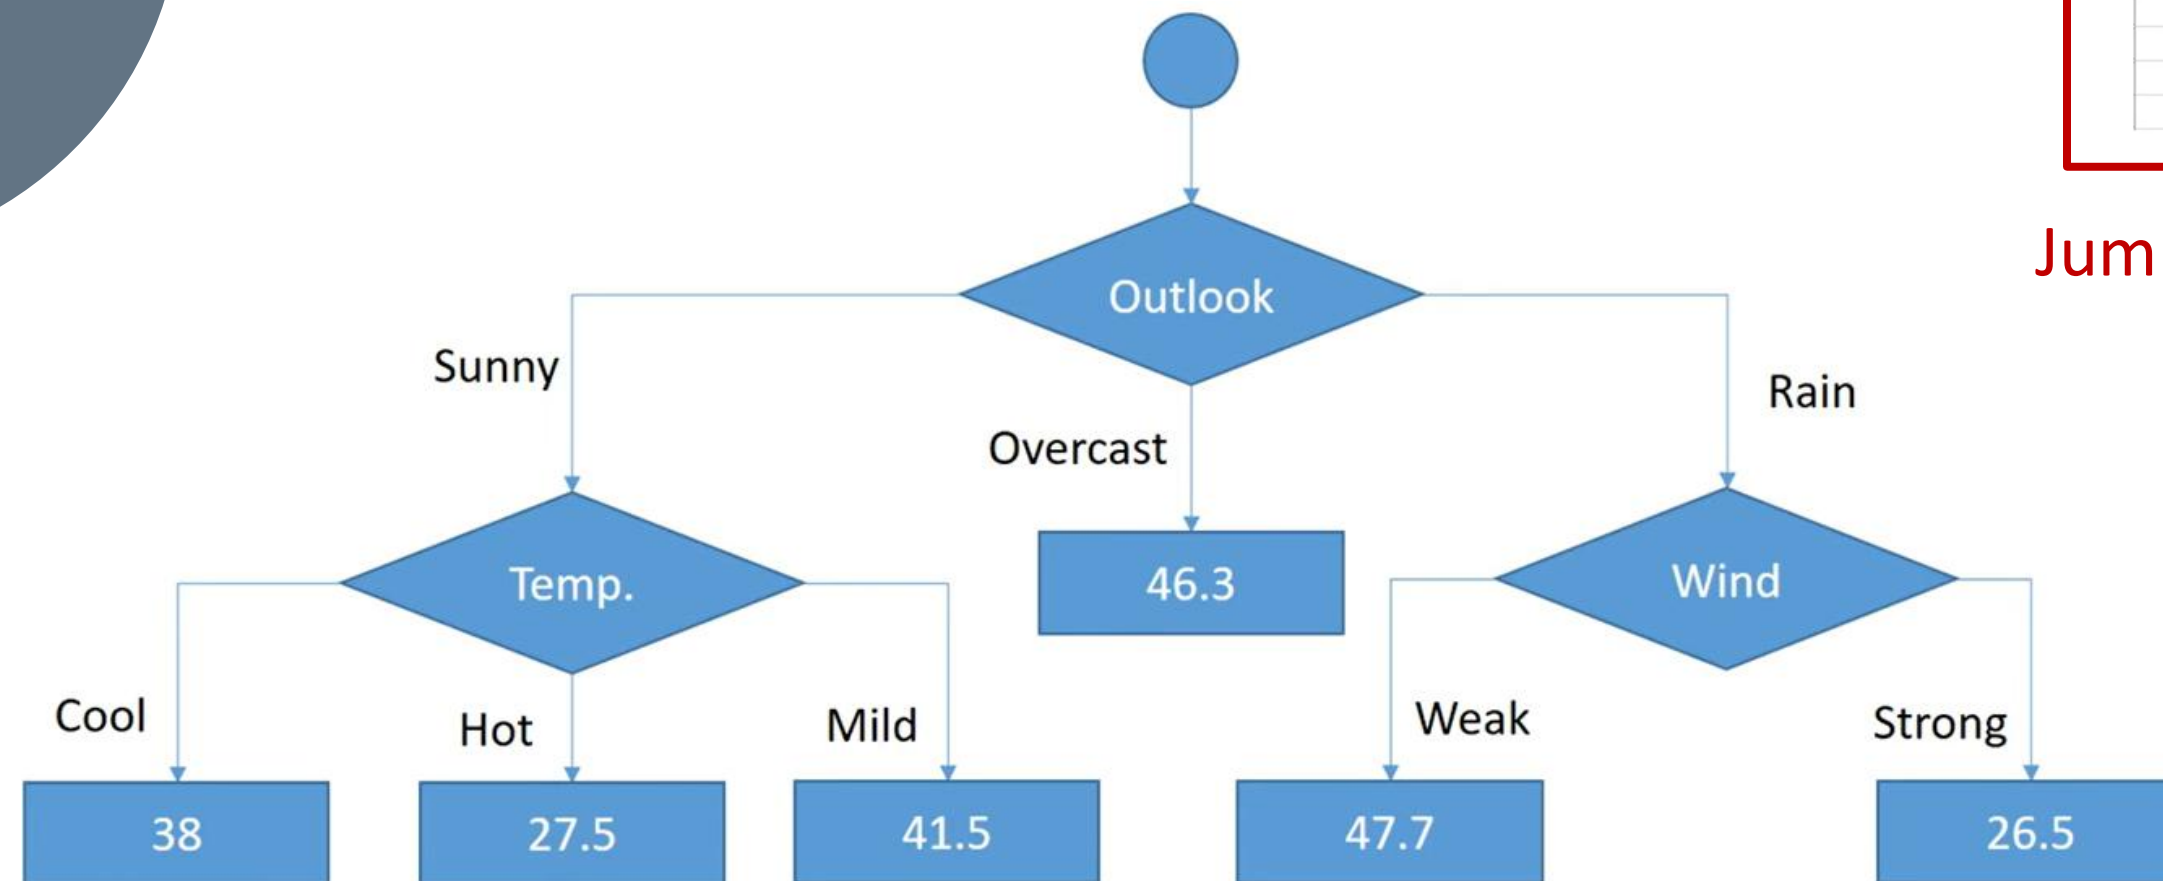 Outlook
Jum
Sunny
Rain
Overcast
Temp.
46.3
Wind
Cool
Hot
Mild
Weak
Strong
38
27.5
41.5
47.7
26.5